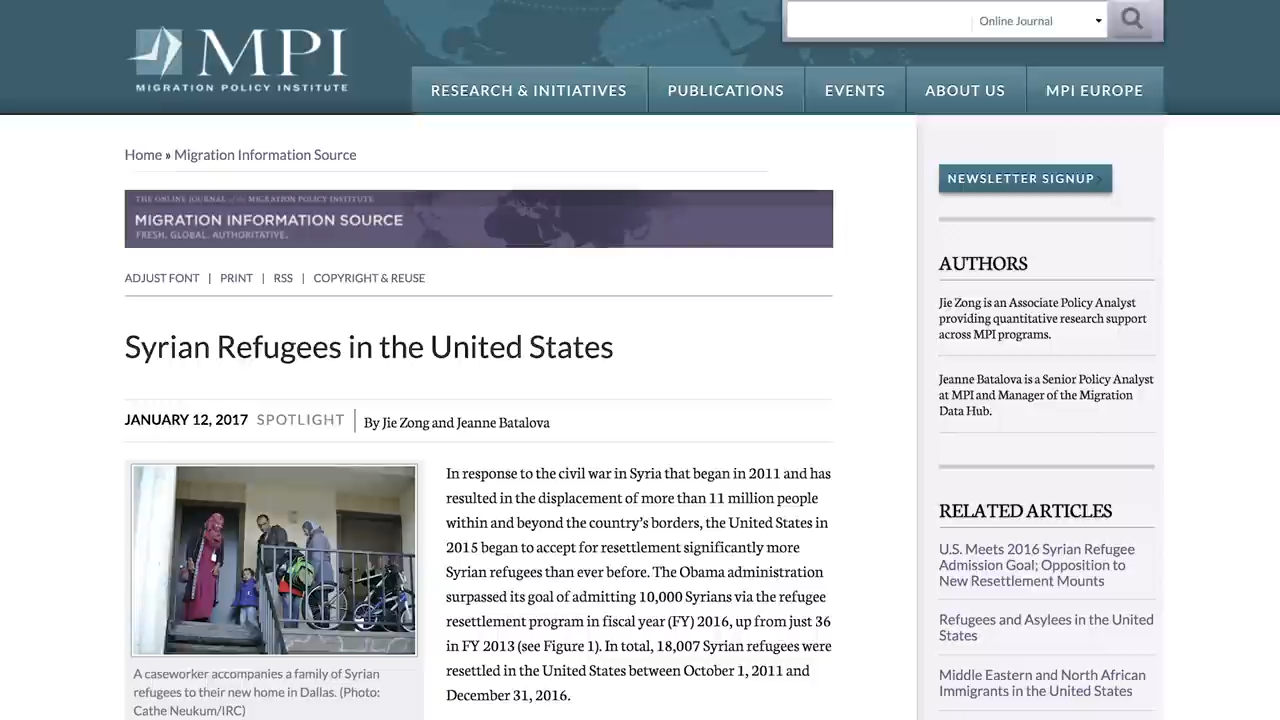 MPI
MIGRATION POLICY INSTITUTE
Online Journal
RESEARCH & INITIATIVES
PUBLICATIONS
EVENTS
ABOUT US
MPI EUROPE
Home » Migration Information Source
THE ONLINE JOURNAL of the MIGRATION POLICY INSTITUTE
MIGRATION INFORMATION SOURCE
FRESH. GLOBAL. AUTHORITATIVE.
ADJUST FONT | PRINT | RSS | COPYRIGHT & REUSE
Syrian Refugees in the United States
JANUARY 12, 2017 SPOTLIGHT By Jie Zong and Jeanne Batalova
A caseworker accompanies a family of Syrian
refugees to their new home in Dallas. (Photo:
Cathe Neukum/IRC)
In response to the civil war in Syria that began in 2011 and has
resulted in the displacement of more than 11 million people
within and beyond the country's borders, the United States in
2015 began to accept for resettlement significantly more
Syrian refugees than ever before. The Obama administration
surpassed its goal of admitting 10,000 Syrians via the refugee
resettlement program in fiscal year (FY) 2016, up from just 36
in FY 2013 (see Figure 1). In total, 18,007 Syrian refugees were
resettled in the United States between October 1, 2011 and
December 31, 2016.
NEWSLETTER SIGNUP >
AUTHORS
Jie Zong is an Associate Policy Analyst
providing quantitative research support
across MPI programs.
Jeanne Batalova is a Senior Policy Analyst
at MPI and Manager of the Migration
Data Hub.
RELATED ARTICLES
U.S. Meets 2016 Syrian Refugee
Admission Goal; Opposition to
New Resettlement Mounts
Refugees and Asylees in the United
States
Middle Eastern and North African
Immigrants in the United States